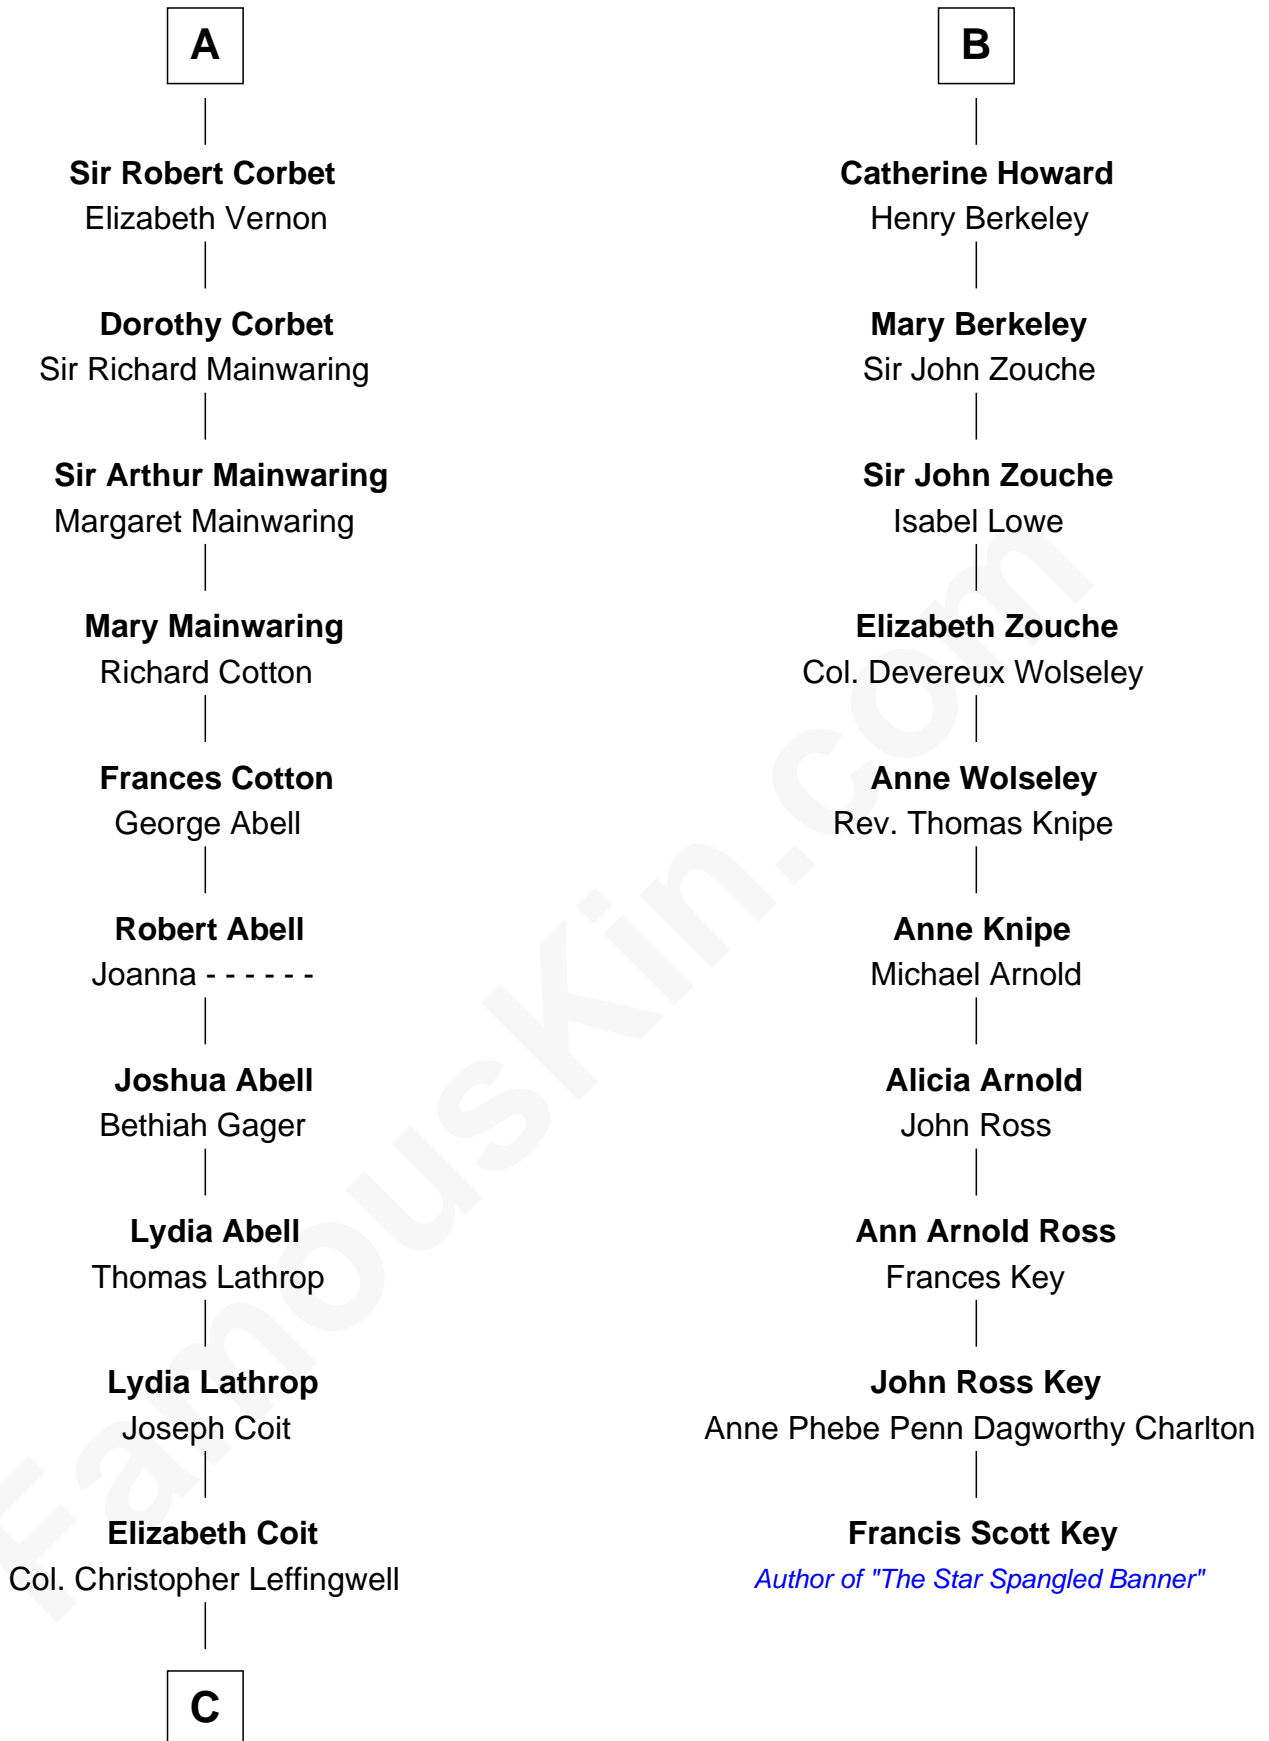 A
Sir Robert Corbet
Elizabeth Vernon
Dorothy Corbet
Sir Richard Mainwaring
Sir Arthur Mainwaring
Margaret Mainwaring
Mary Mainwaring
Richard Cotton
Frances Cotton
George Abell
Robert Abell
Joanna - - - - - -
Joshua Abell
Bethiah Gager
Lydia Abell
Thomas Lathrop
Lydia Lathrop
Joseph Coit
Elizabeth Coit
Col. Christopher Leffingwell
C
B
Catherine Howard
Henry Berkeley
Mary Berkeley
Sir John Zouche
Sir John Zouche
Isabel Lowe
Elizabeth Zouche
Col. Devereux Wolseley
Anne Wolseley
Rev. Thomas Knipe
Anne Knipe
Michael Arnold
Alicia Arnold
John Ross
Ann Arnold Ross
Frances Key
John Ross Key
Anne Phebe Penn Dagworthy Charlton
Francis Scott Key
Author of "The Star Spangled Banner"
FamousKin.com